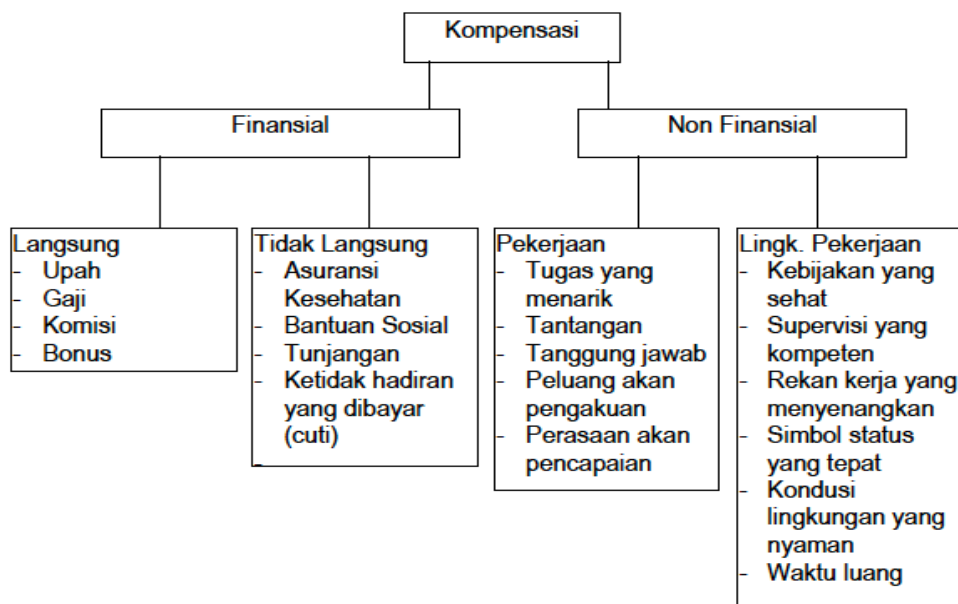 Kompensasi
Finansial
Non Finansial
Langsung
- Upah
- Gaji
- Komisi
- Bonus
Tidak Langsung
- Asuransi
Kesehatan
- Bantuan Sosial
- Tunjangan
- Ketidak hadiran
yang dibayar
(cuti)
-
Pekerjaan
- Tugas yang
menarik
- Tantangan
- Tanggung jawab
- Peluang akan
pengakuan
- Perasaan akan
pencapaian
Lingk. Pekerjaan
- Kebijakan yang
sehat
- Supervisi yang
kompeten
- Rekan kerja yang
menyenangkan
- Simbol status
yang tepat
- Kondusi
lingkungan yang
nyaman
- Waktu luang